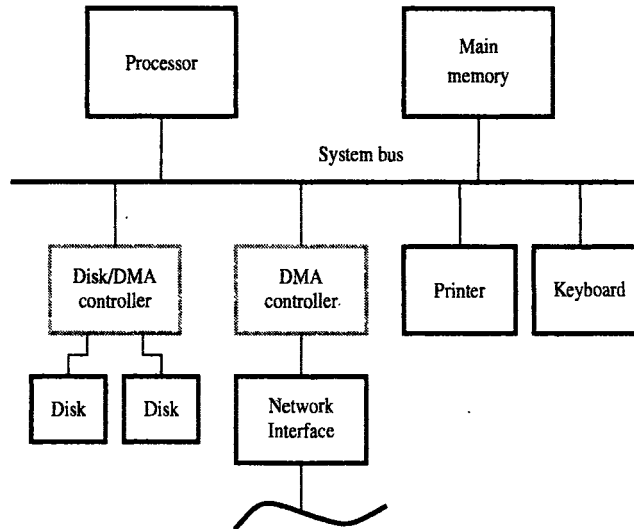 Processor
Main
memory
System bus
Disk/DMA
controller
DMA
controller
Printer
Keyboard
Disk
Disk
Network
Interface